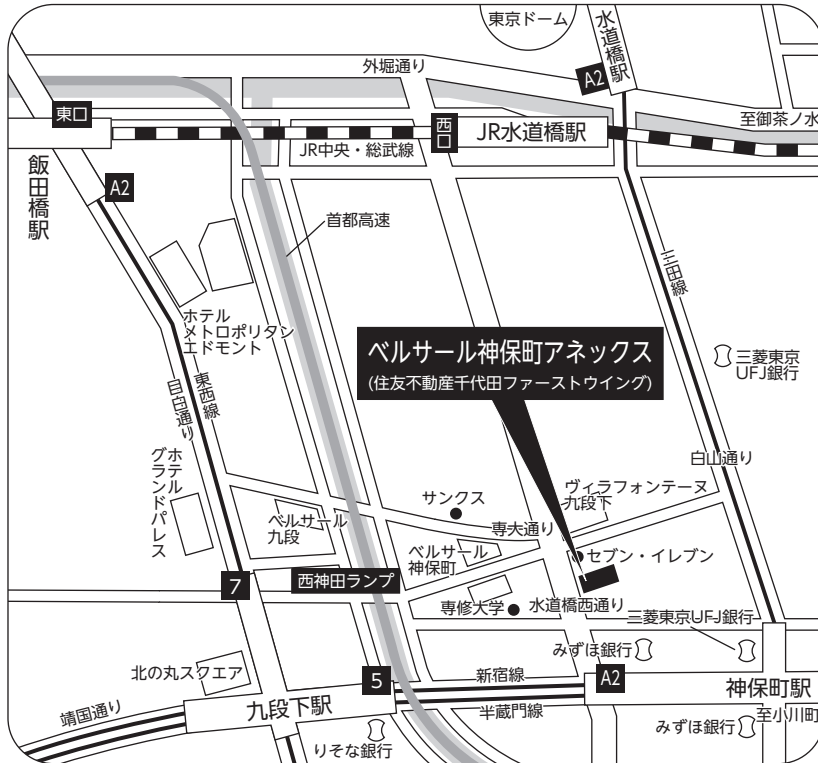 東京ドーム
水道橋駅
外堀通り
A2
東口
西口
JR水道橋駅
至御茶ノ水
JR中央・総武線
飯田橋駅
A2
首都高速
三田線
ホテル
メトロポリタン
エドモント
ベルサール神保町アネックス
(住友不動産千代田ファーストウイング)
三菱東京
UFJ銀行
東西線
目白通り
白山通り
ホテル
グランドパレス
サンクス
ヴィラフォンテーヌ
九段下
ベルサール
九段
専大通り
ベルサール
神保町
セブン・イレブン
7
西神田ランプ
専修大学
水道橋西通り
三菱東京UFJ銀行
みずほ銀行
北の丸スクエア
5
新宿線
A2
神保町駅
靖国通り
九段下駅
半蔵門線
至小川町
みずほ銀行
りそな銀行